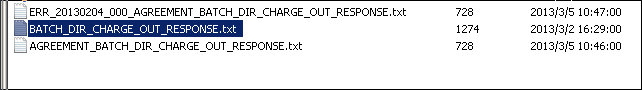 ERR_20130204_000_AGREEMENT_BATCH_DIR_CHARGE_OUT_RESPONSE.txt 728 2013/3/5 10:47:00
BATCH_DIR_CHARGE_OUT_RESPONSE.txt 1274 2013/3/2 16:29:00
AGREEMENT_BATCH_DIR_CHARGE_OUT_RESPONSE.txt 728 2013/3/5 10:46:00